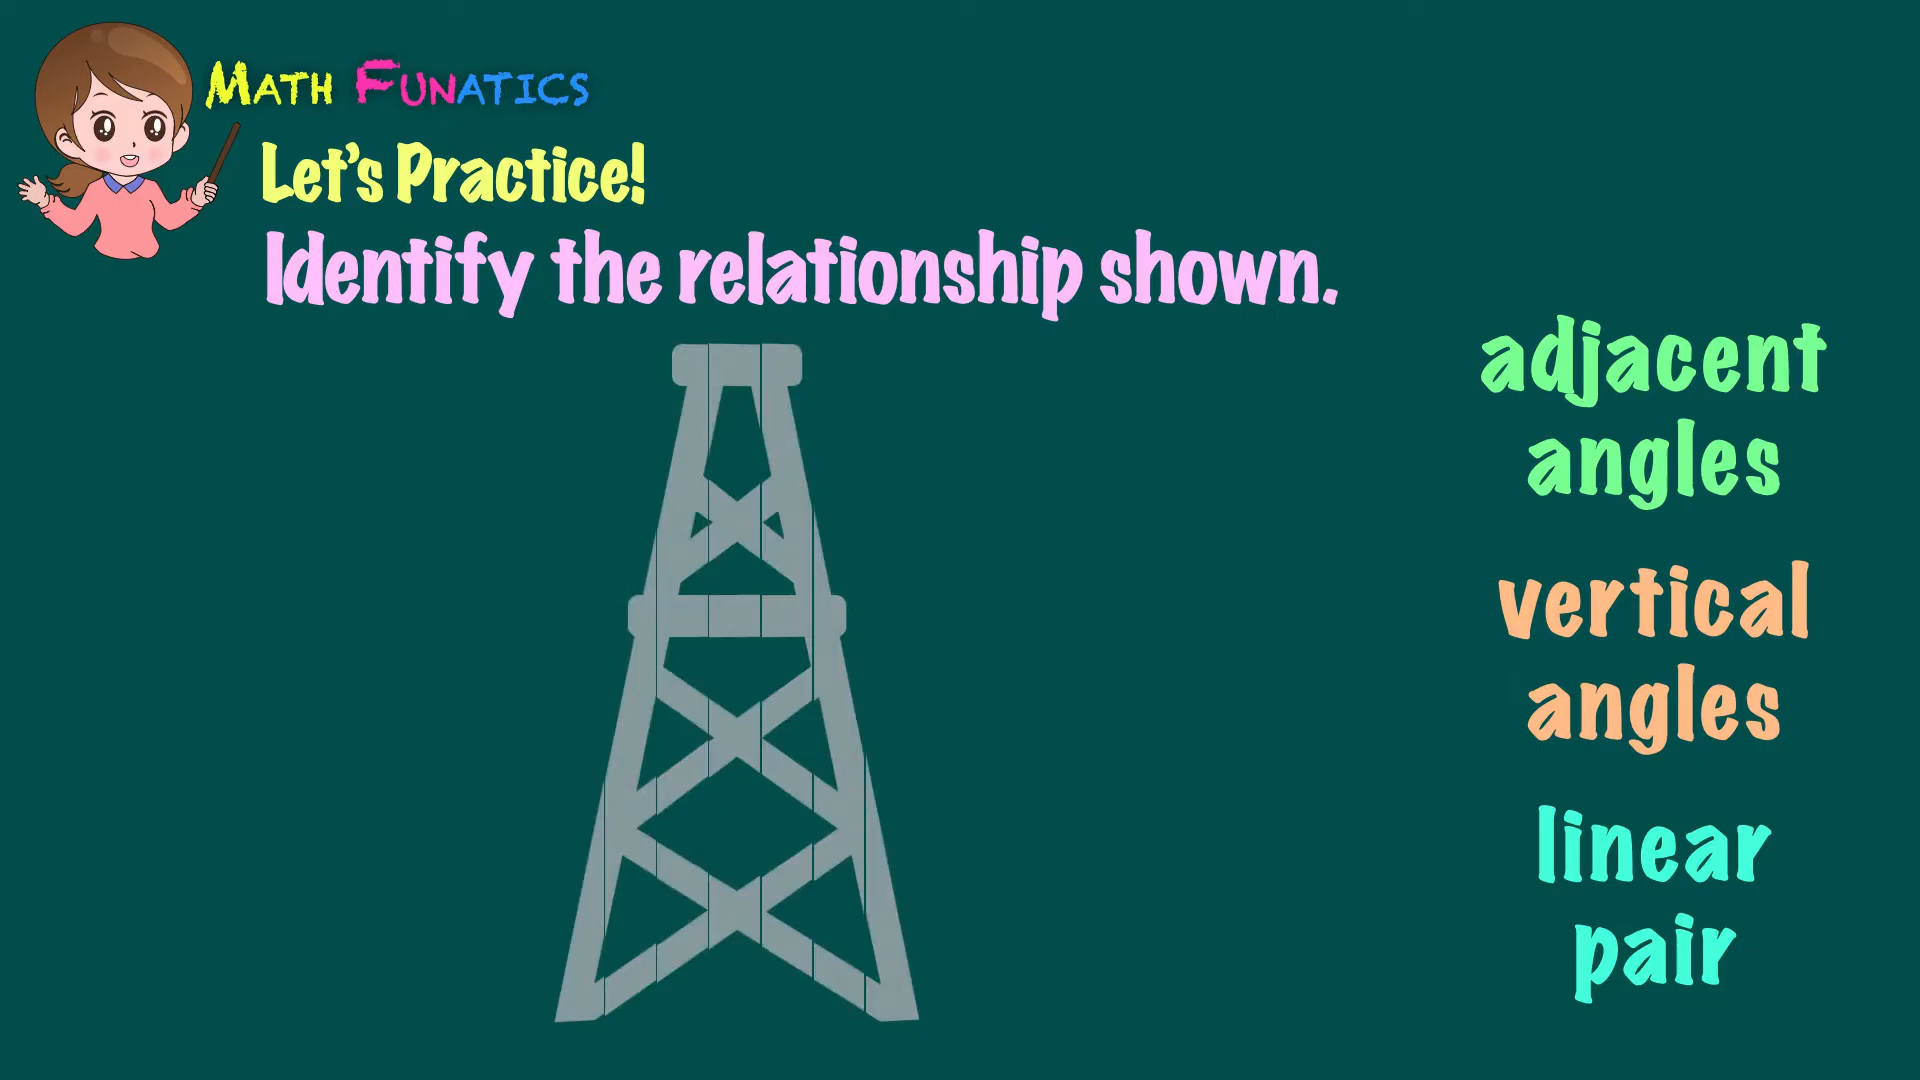 MATH FUNATICS
Let's Practice!
Identify the relationship shown.
adjacent
angles
vertical
angles
linear
pair